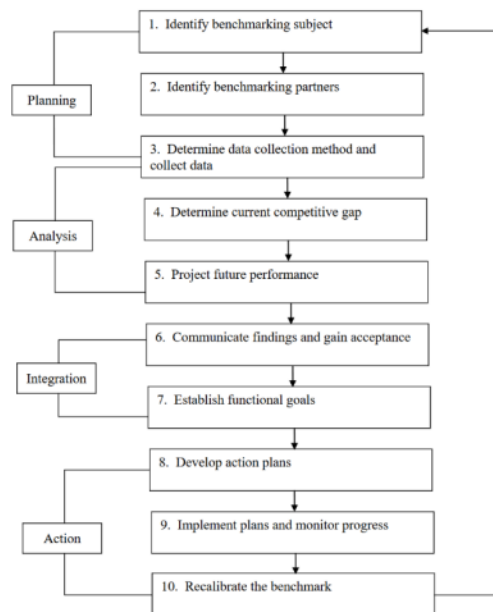 1. Identify benchmarking subject
Planning
2. Identify benchmarking partners
3. Determine data collection method and
collect data
4. Determine current competitive gap
Analysis
5. Project future performance
6. Communicate findings and gain acceptance
Integration
7. Establish functional goals
8. Develop action plans
9. Implement plans and monitor progress
Action
10. Recalibrate the benchmark